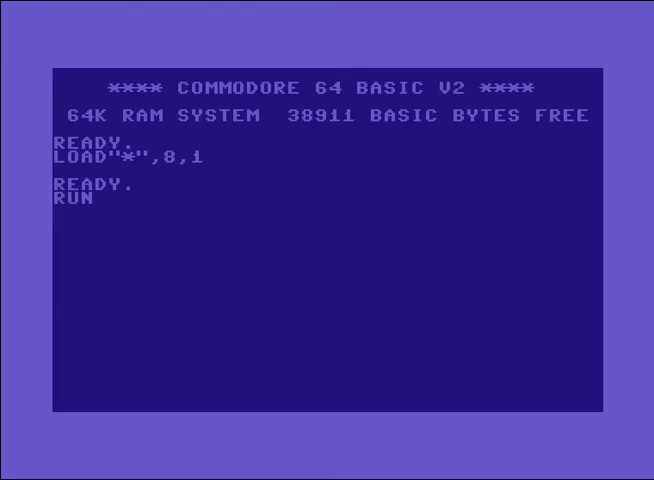 **** COMMODORE 64 BASIC V2 ****
64K RAM SYSTEM  38911 BASIC BYTES FREE
READY.
LOAD"*",8,1
READY.
RUN